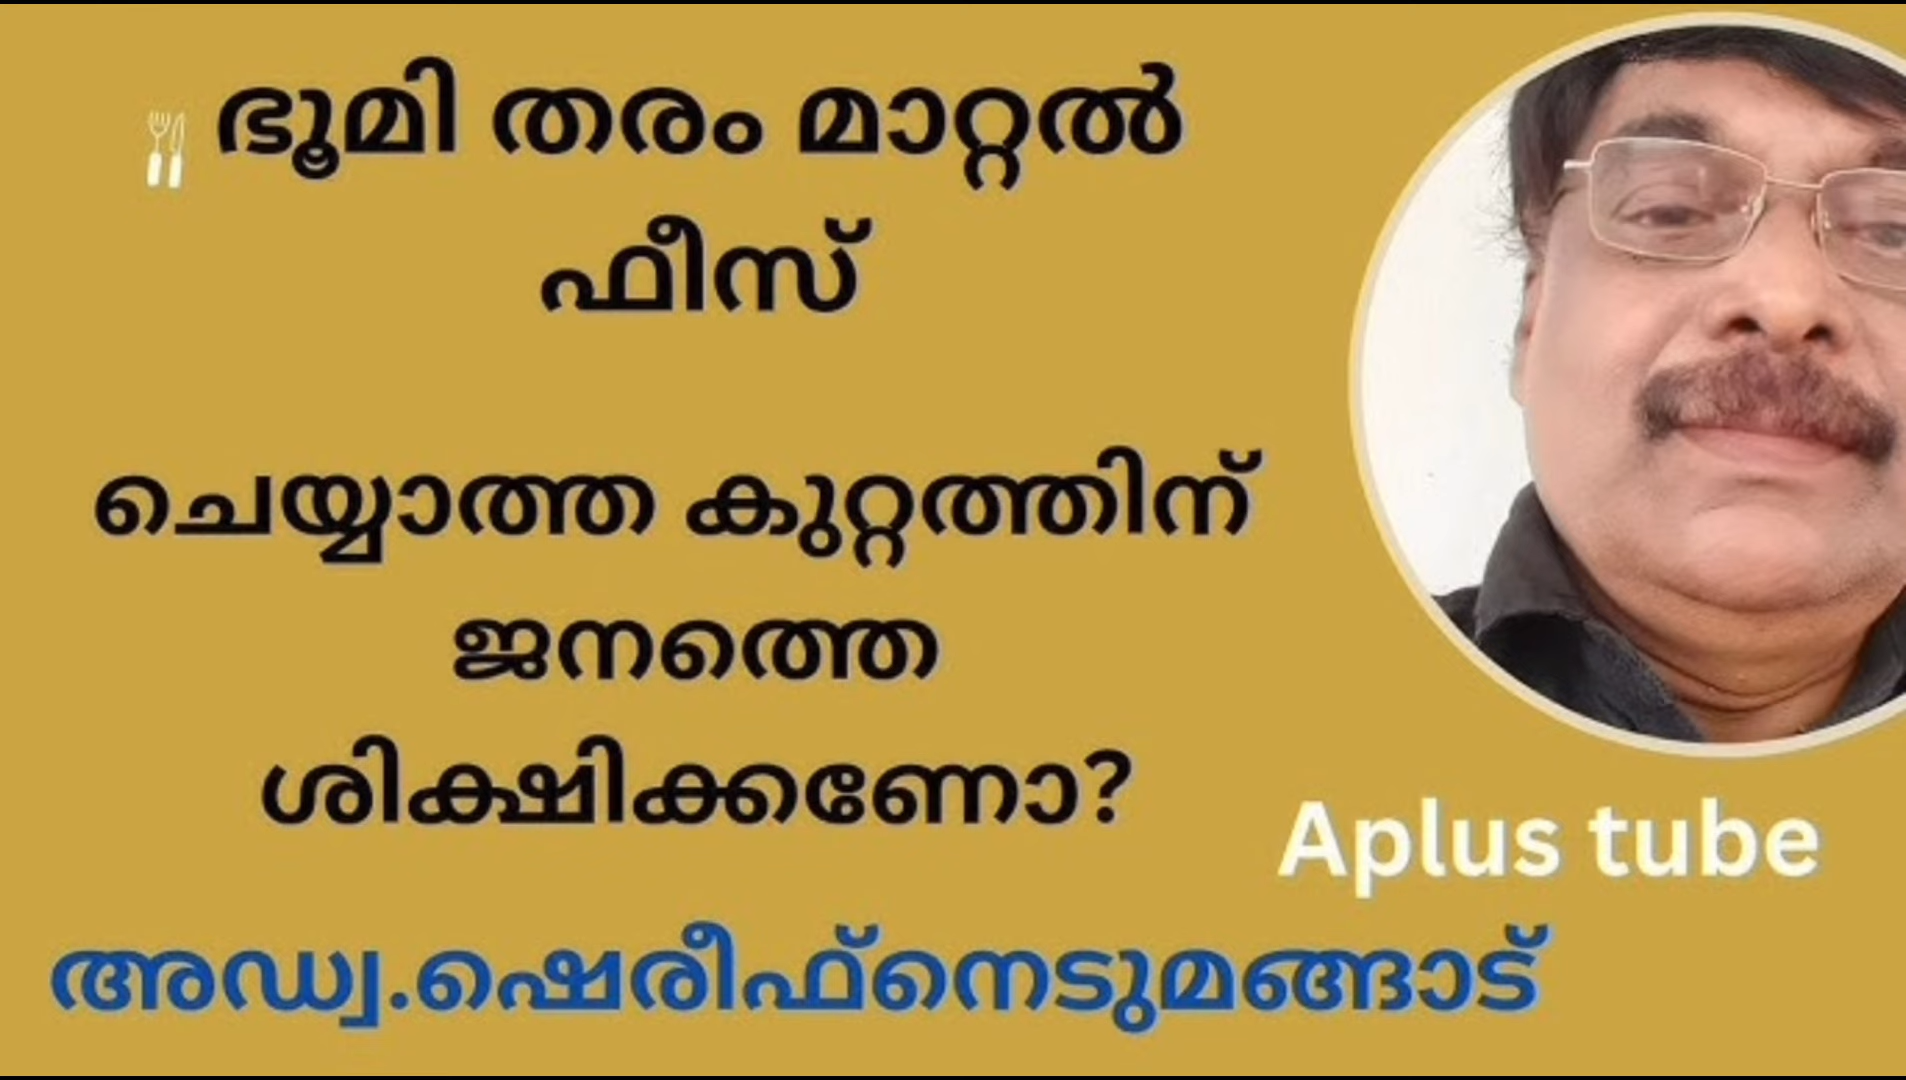 ഭൂമി തരം മാറ്റൽ
ഫീസ്
ചെയ്യാത്ത കുറ്റത്തിന്
ജനത്തെ
ശിക്ഷിക്കണോ?
Aplus tube
അഡ്വ.ഷെരീഫ്നെടുമങ്ങാട്